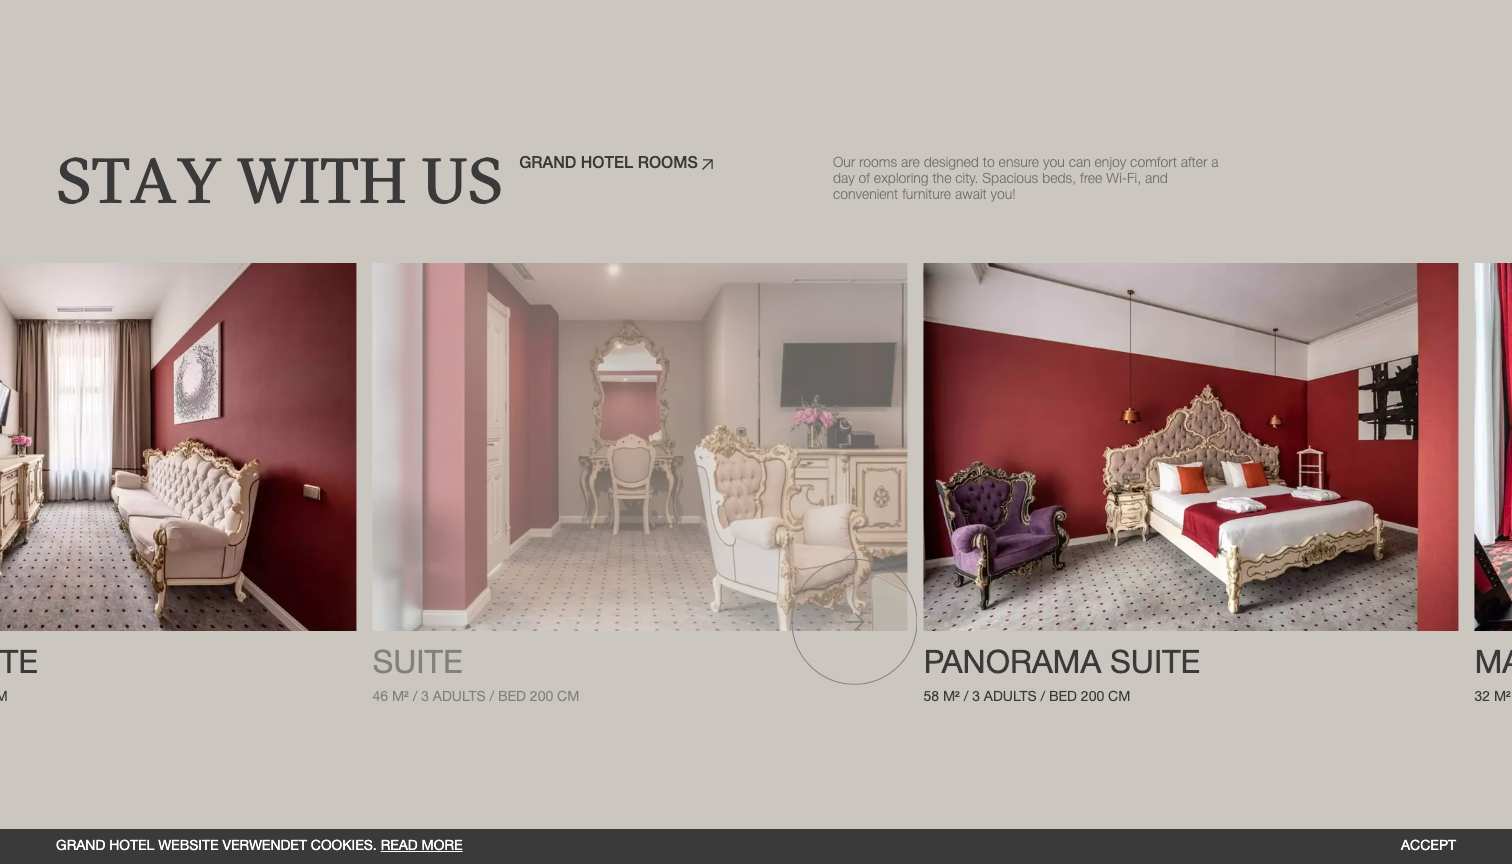 STAY WITH US
GRAND HOTEL ROOMS
Our rooms are designed to ensure you can enjoy comfort after a
day of exploring the city. Spacious beds, free Wi-Fi, and
convenient furniture await you!
TE
M
SUITE
46 M² / 3 ADULTS / BED 200 CM
PANORAMA SUITE
58 M² / 3 ADULTS / BED 200 CM
MA
32 M²
GRAND HOTEL WEBSITE VERWENDET COOKIES. READ MORE
ACCEPT